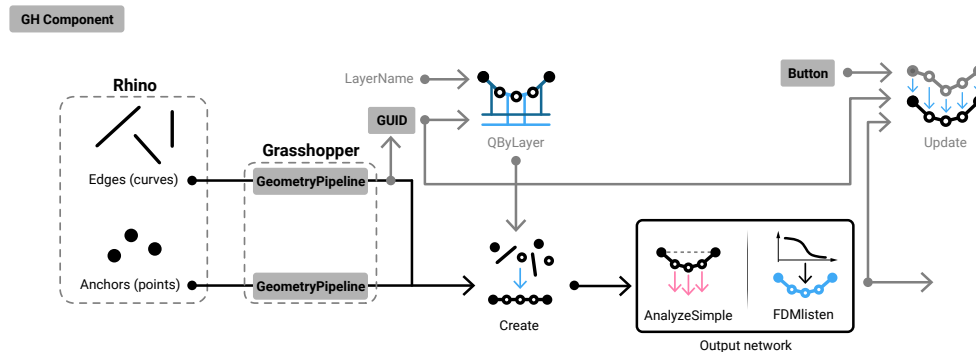 GH Component
Rhino
LayerName
Button
GUID
QByLayer
Update
Grasshopper
Edges (curves)
GeometryPipeline
Anchors (points)
GeometryPipeline
Create
AnalyzeSimple
FDMlisten
Output network